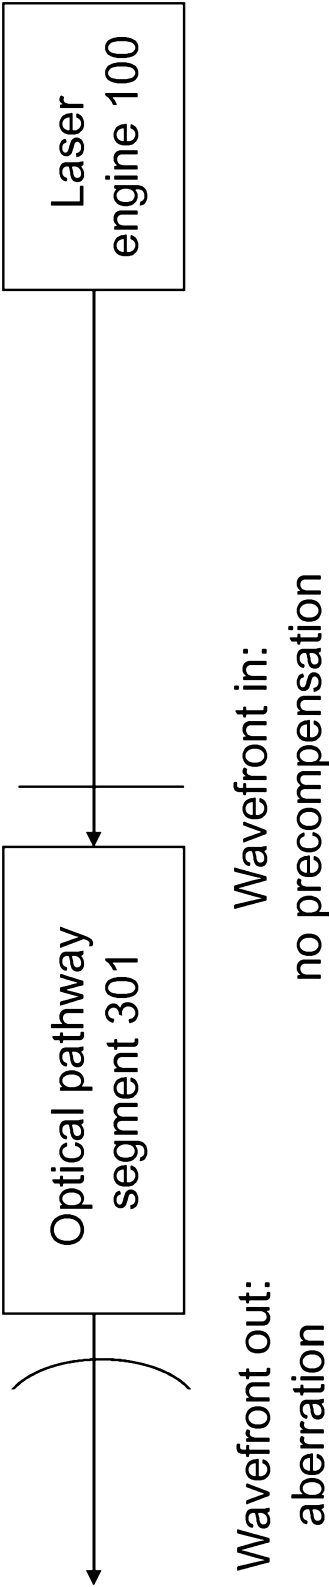 Laser
engine 100
Optical pathway
segment 301
Wavefront in:
no precompensation
Wavefront out:
aberration